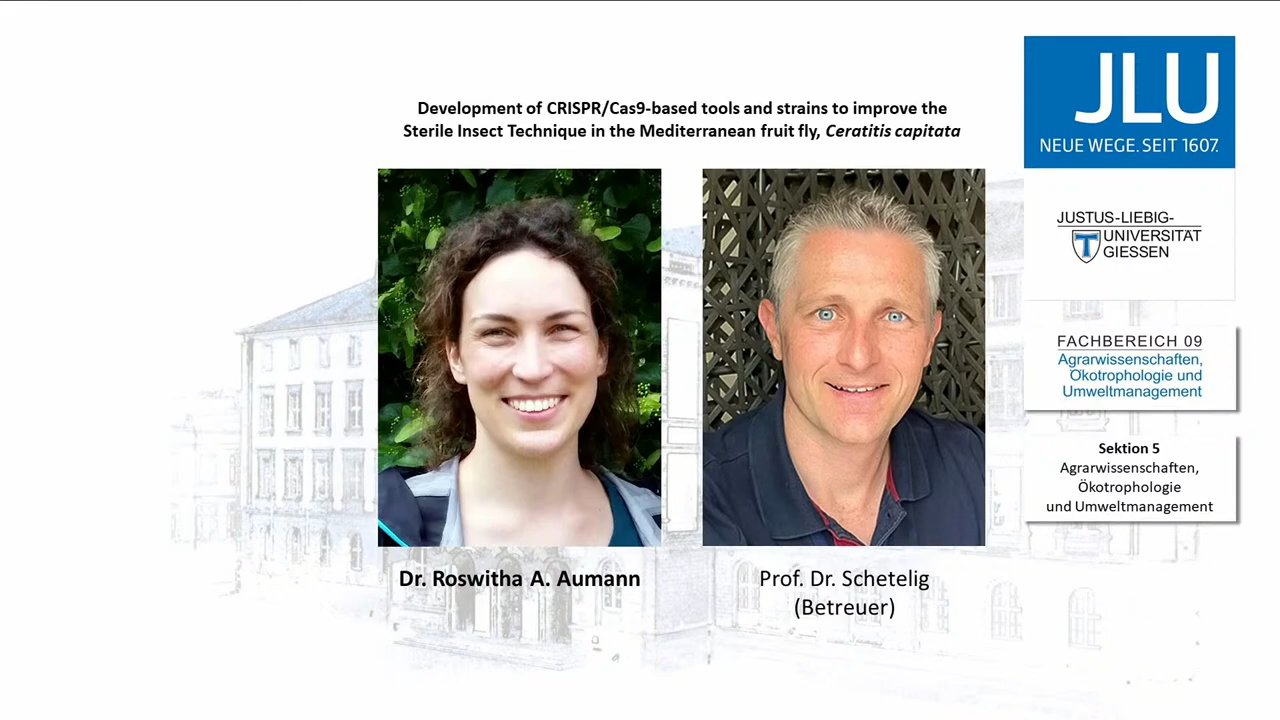 Development of CRISPR/Cas9-based tools and strains to improve the
Sterile Insect Technique in the Mediterranean fruit fly, Ceratitis capitata
Dr. Roswitha A. Aumann
Prof. Dr. Schetelig
(Betreuer)
JLU
NEUE WEGE. SEIT 1607.
JUSTUS-LIEBIG-
UNIVERSITÄT
GIESSEN
FACHBEREICH 09
Agrarwissenschaften,
Ökotrophologie und
Umweltmanagement
Sektion 5
Agrarwissenschaften,
Ökotrophologie
und Umweltmanagement